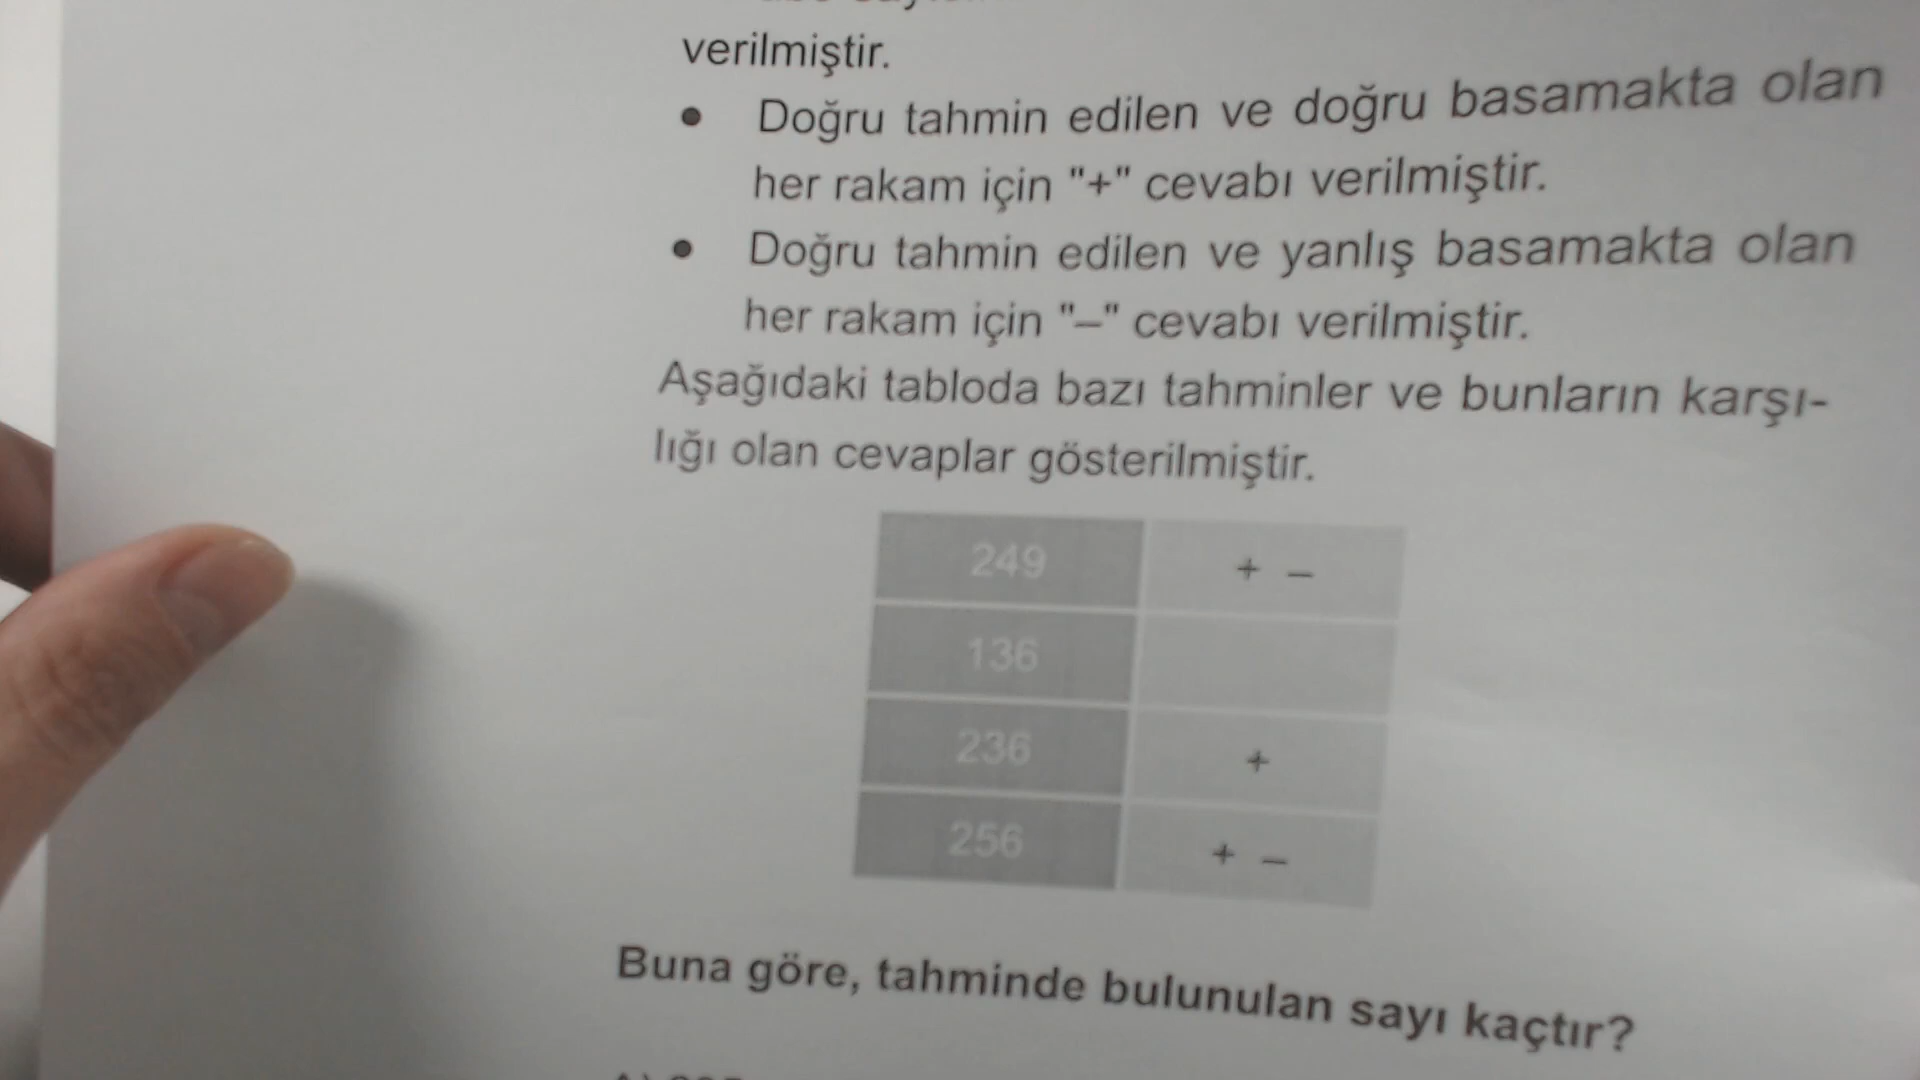 verilmiştir.
• Doğru tahmin edilen ve doğru basamakta olan
her rakam için "+" cevabı verilmiştir.
• Doğru tahmin edilen ve yanlış basamakta olan
her rakam için "–" cevabı verilmiştir.
Aşağıdaki tabloda bazı tahminler ve bunların karşı-
lığı olan cevaplar gösterilmiştir.
249 + –
136
236 +
256 + –
Buna göre, tahminde bulunulan sayı kaçtır?